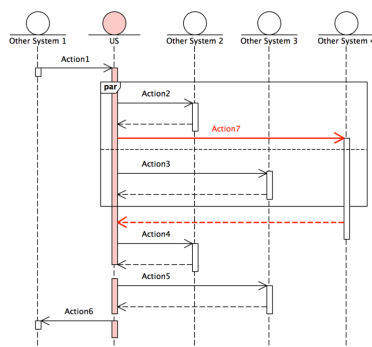 Other System 1
US
Other System 2
Other System 3
Other System 4
Action1
par
Action2
Action7
Action3
Action4
Action5
Action6